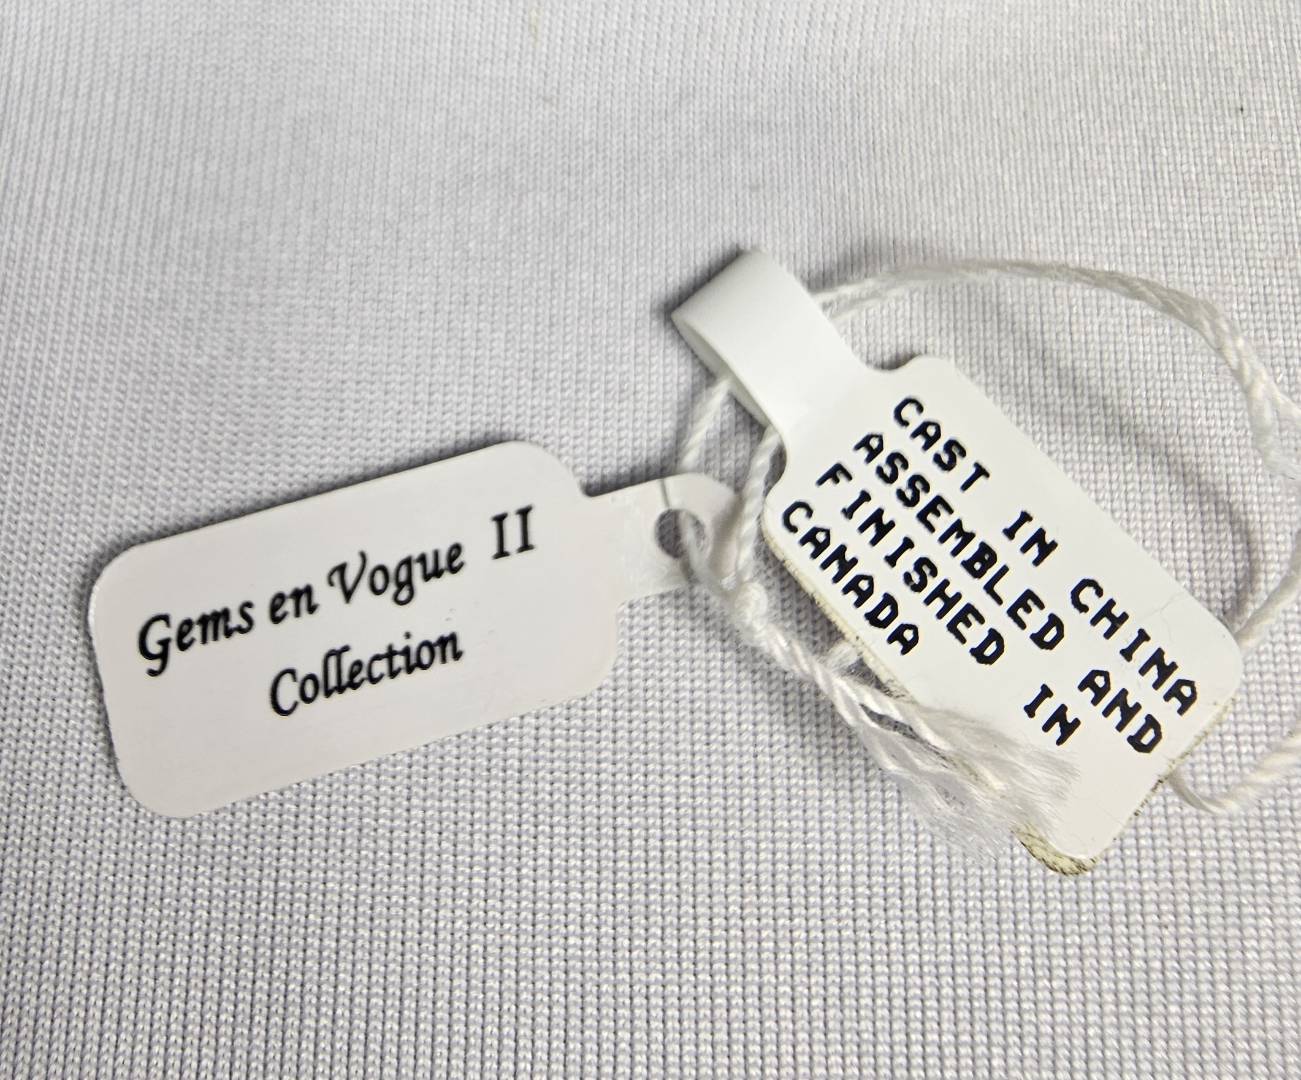 Gems en Vogue II
Collection
CAST IN CHINA
ASSEMBLED AND
FINISHED IN
CANADA